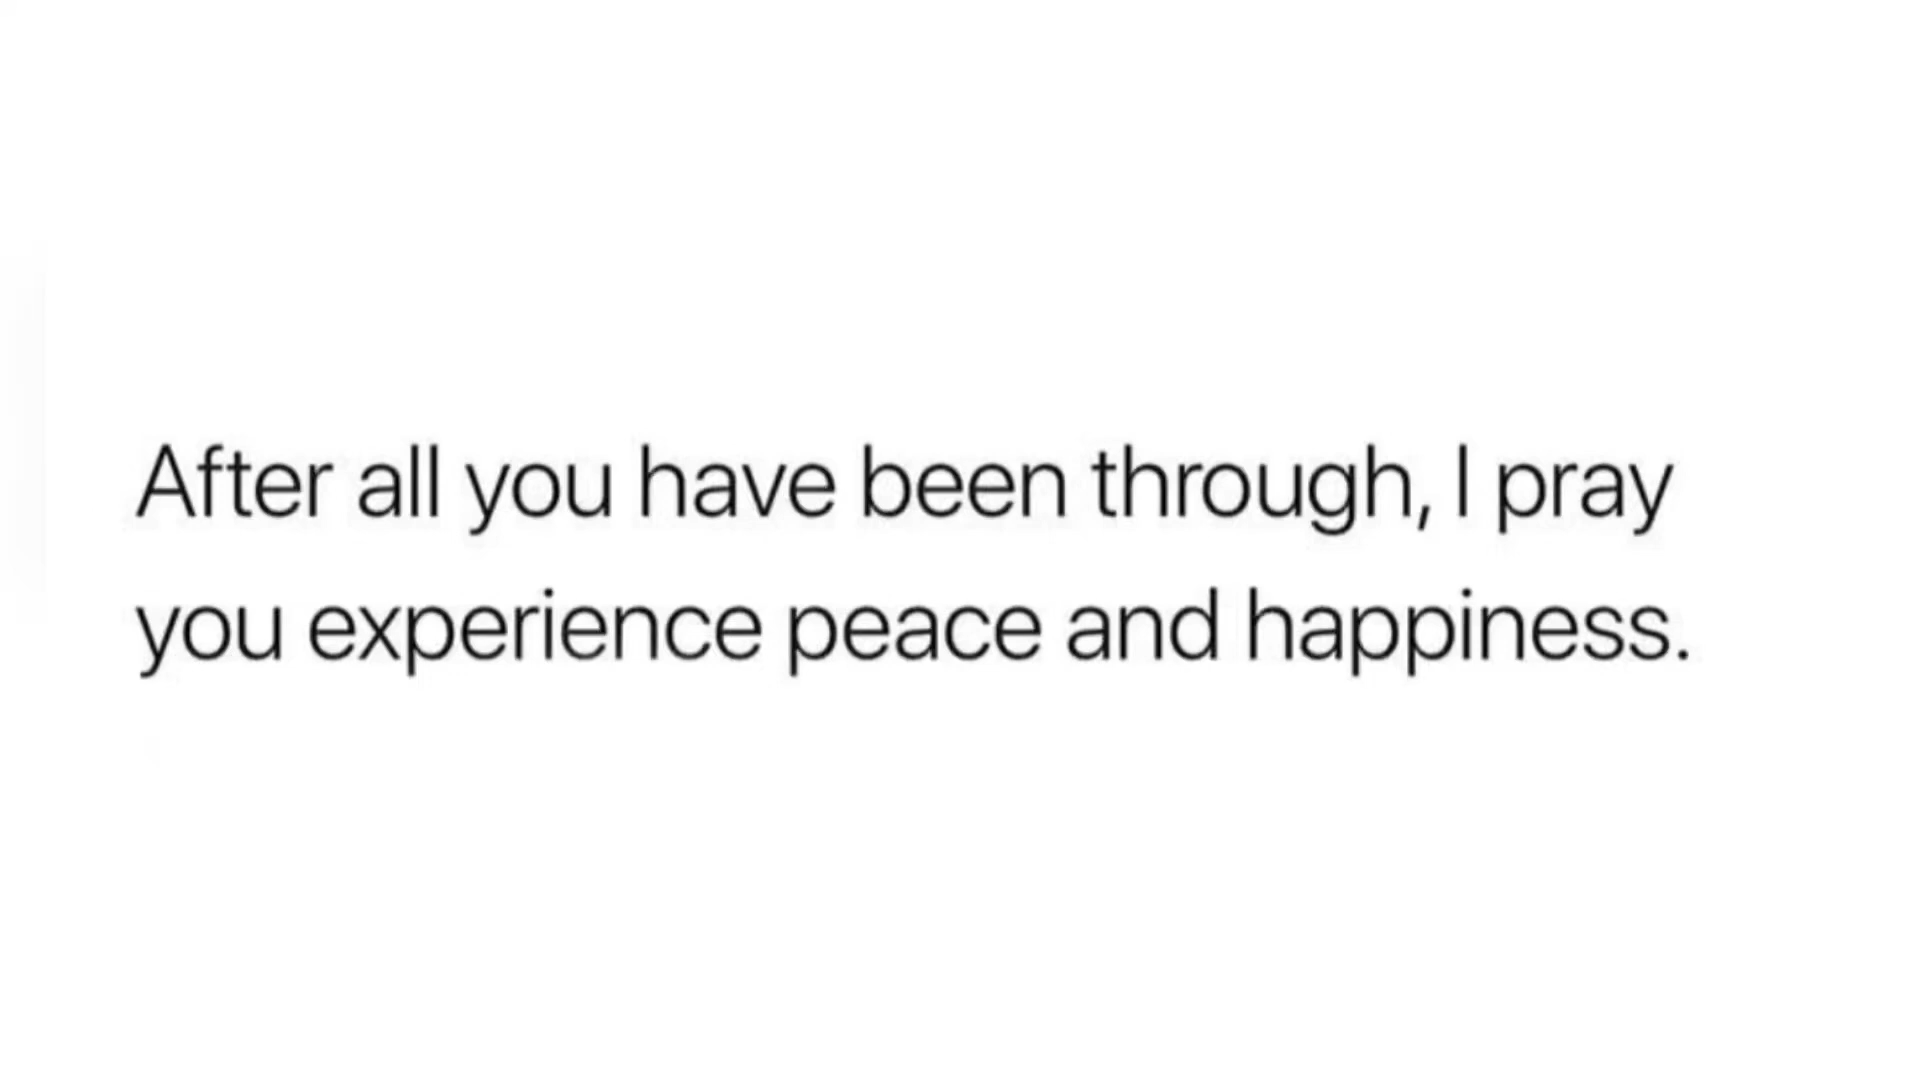 After all you have been through, I pray
you experience peace and happiness.